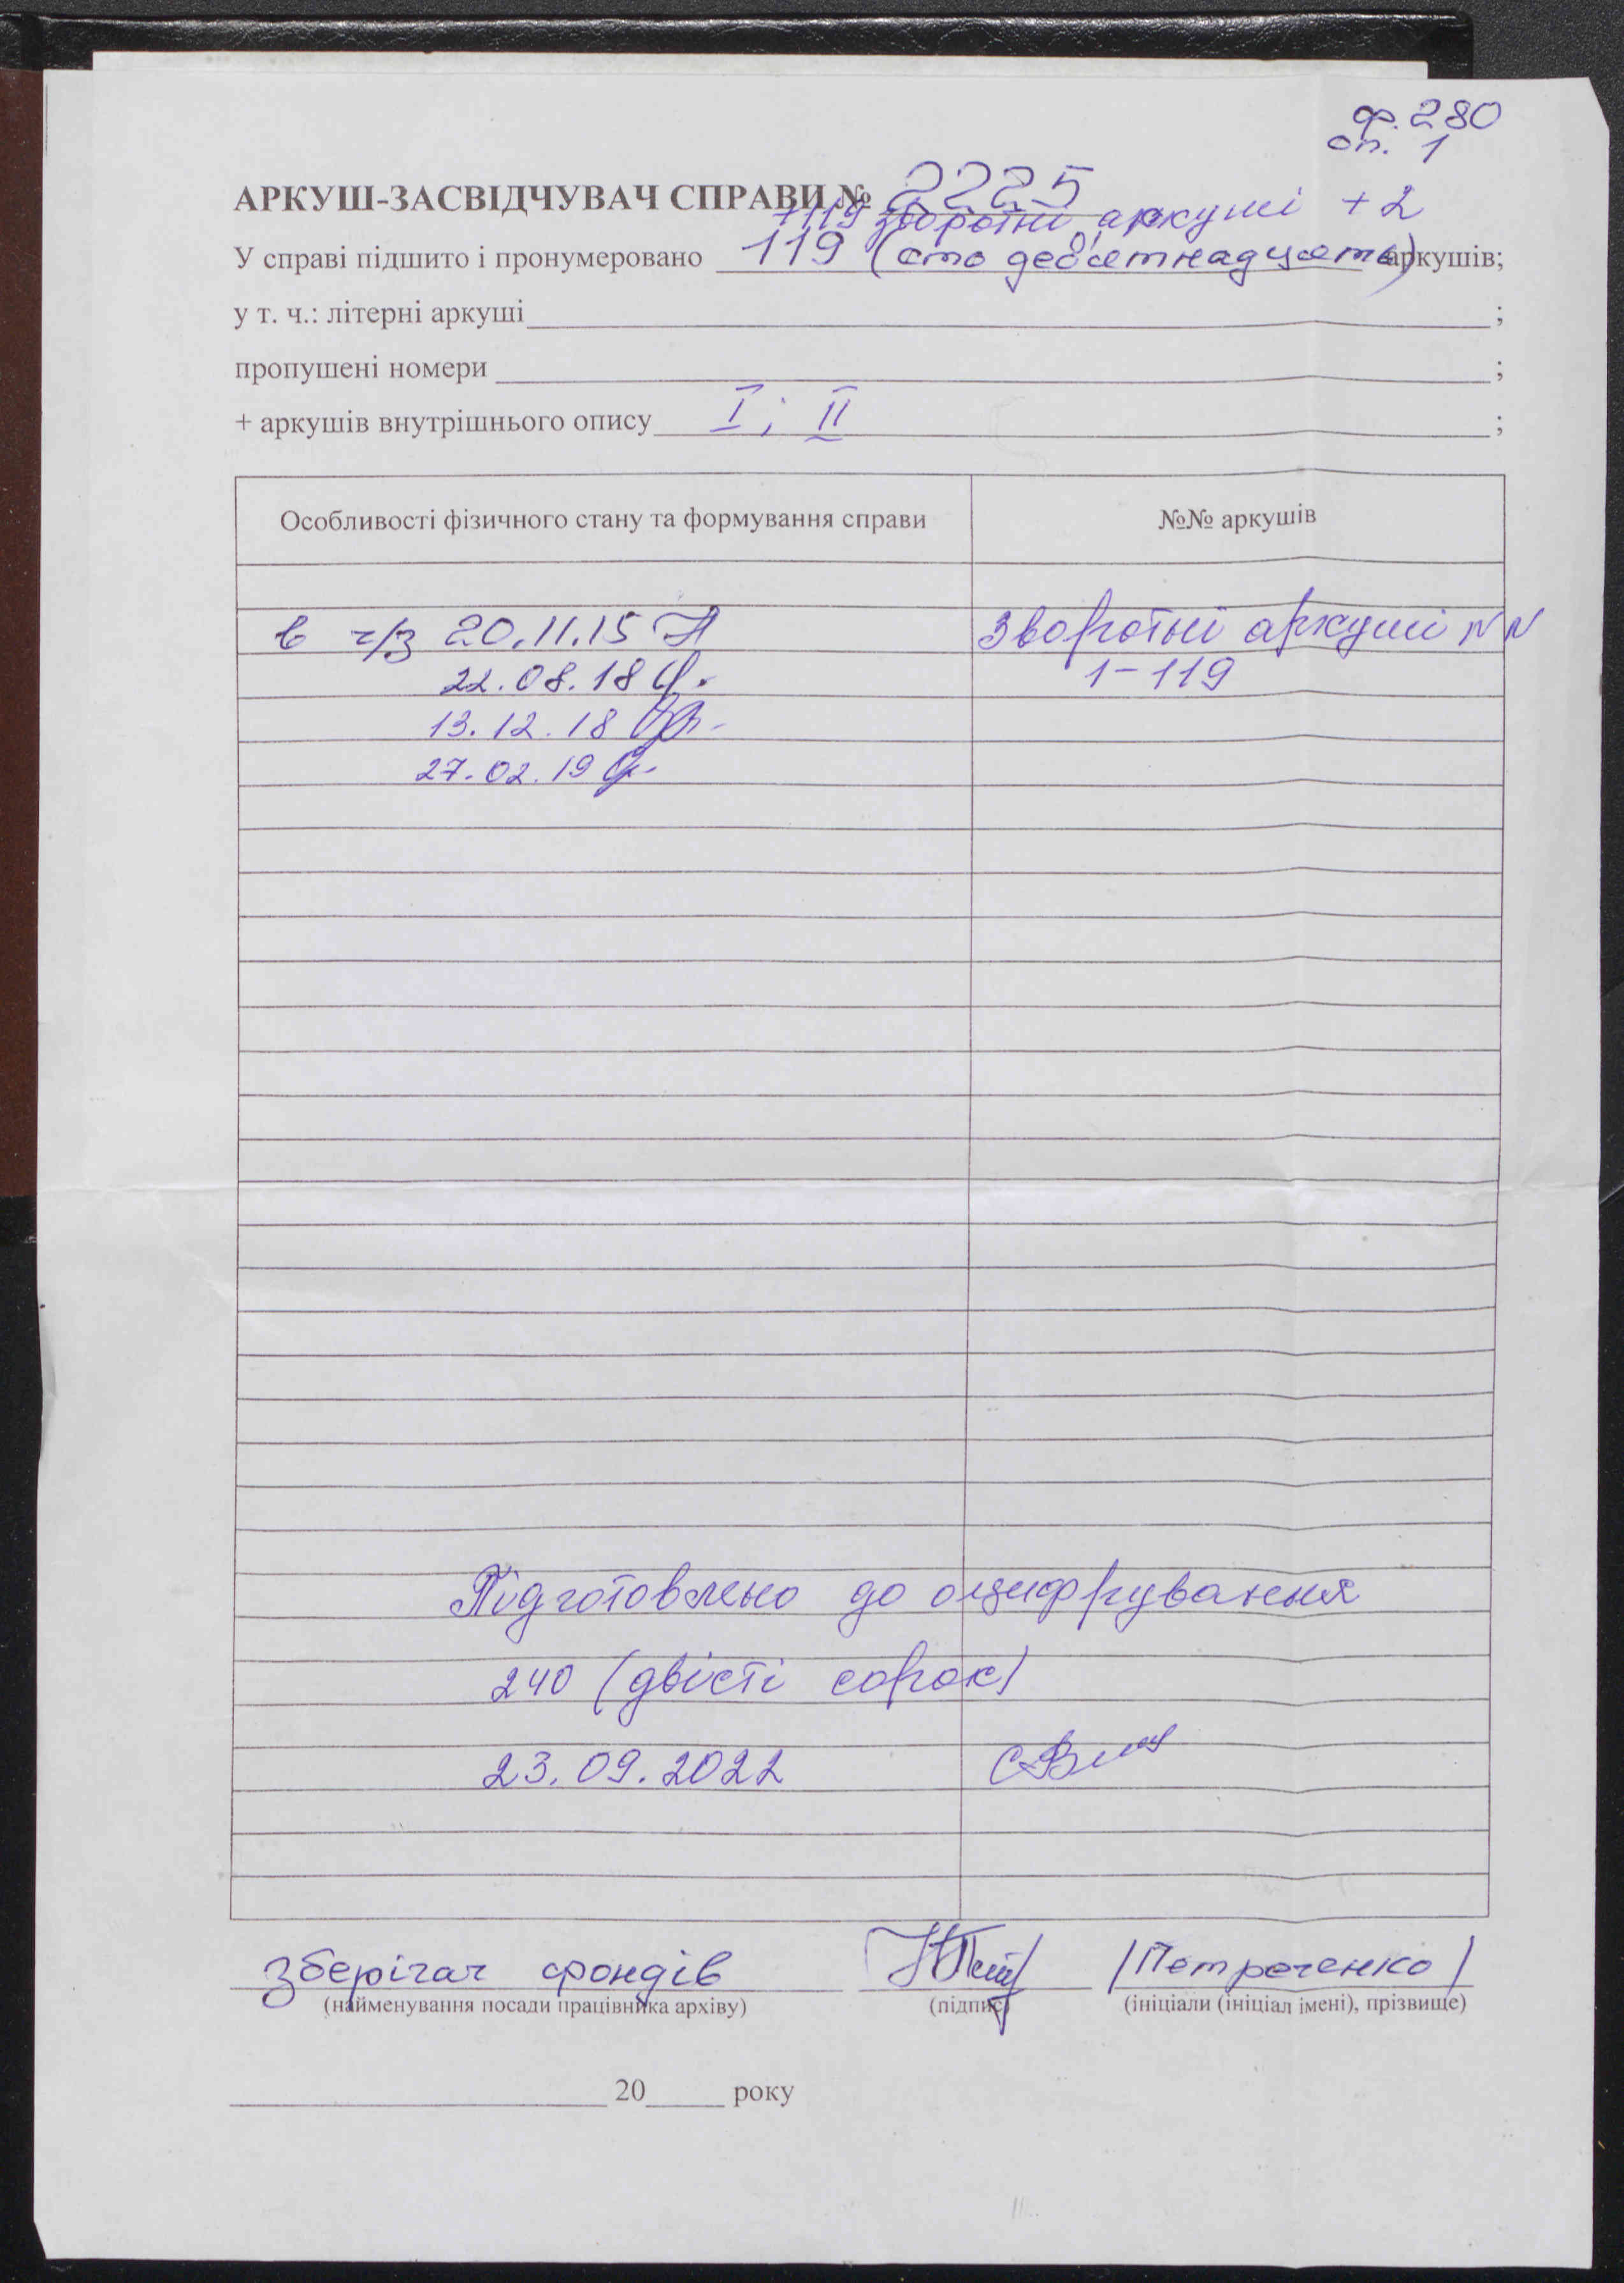 ф. 280
оп. 1
АРКУШ-ЗАСВІДЧУВАЧ СПРАВИ № 2225
+119 зворотні аркуші + 2
У справі підшито і пронумеровано 119 (сто дев'ятнадцять) аркушів;
у т. ч.: літерні аркуші ;
пропущені номери ;
+ аркушів внутрішнього опису I; II ;
Особливості фізичного стану та формування справи №№ аркушів
в ч/з 20.11.15 Зворотні аркуші NN
22.08.18 1-119
13.12.18
27.02.19
Підготовлено до оцифрування
240 (двісті сорок)
23.09.2022
зберігач фондів /Петреченко/
(найменування посади працівника архіву) (підпис) (ініціали (ініціал імені), прізвище)
20 року